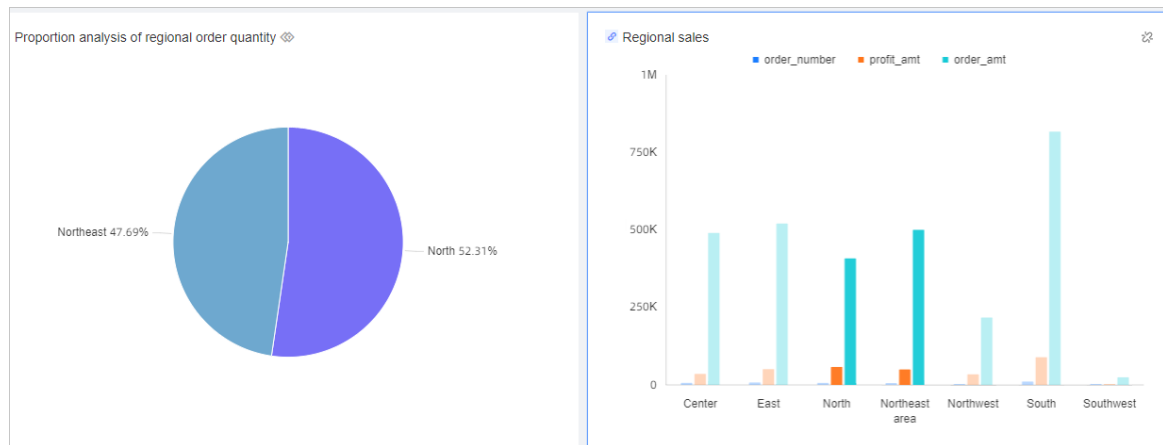 Proportion analysis of regional order quantity
Northeast 47.69%
North 52.31%
Regional sales
order_number profit_amt order_amt
1M
750K
500K
250K
0
Center East North Northeast area Northwest South Southwest